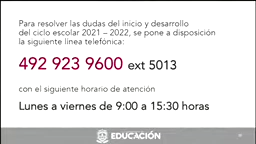 Para resolver las dudas del inicio y desarrollo
del ciclo escolar 2021 – 2022, se pone a disposición
la siguiente línea telefónica:
492 923 9600 ext 5013
con el siguiente horario de atención
Lunes a viernes de 9:00 a 15:30 horas
EDUCACIÓN